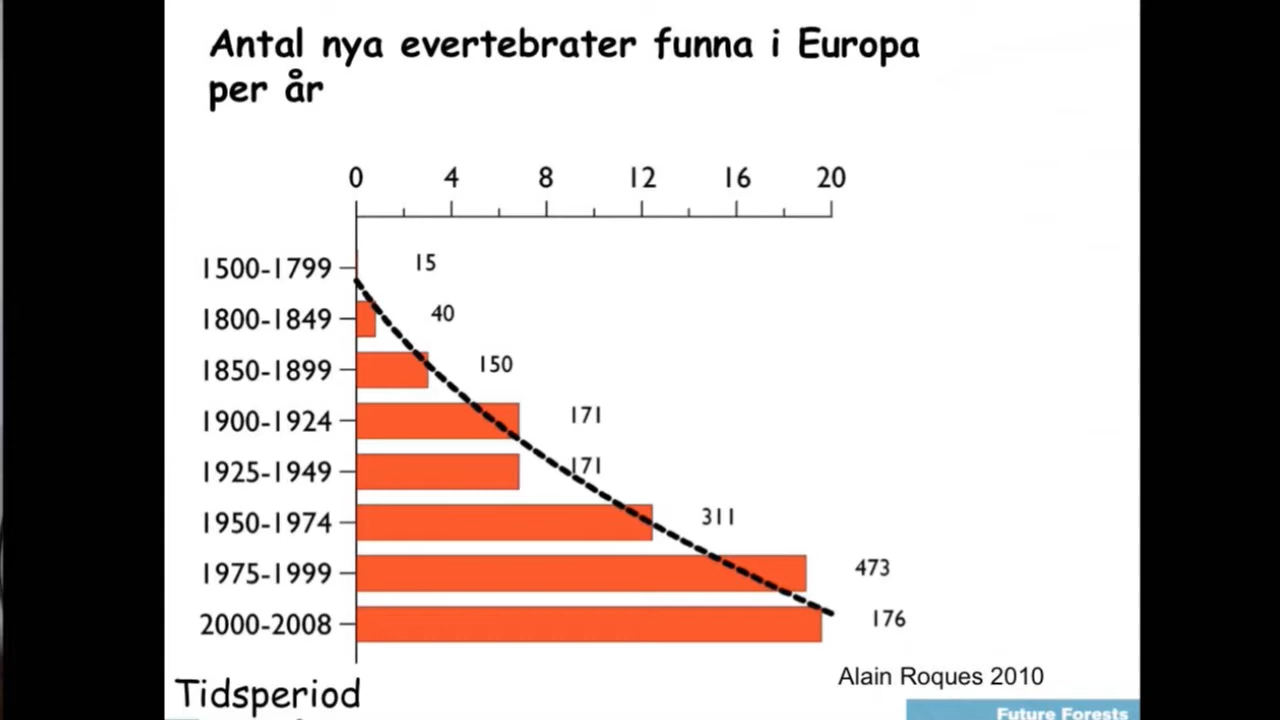 Antal nya evertebrater funna i Europa
per år
0 4 8 12 16 20
1500-1799 15
1800-1849 40
1850-1899 150
1900-1924 171
1925-1949 171
1950-1974 311
1975-1999 473
2000-2008 176
Alain Roques 2010
Tidsperiod
Future Forests